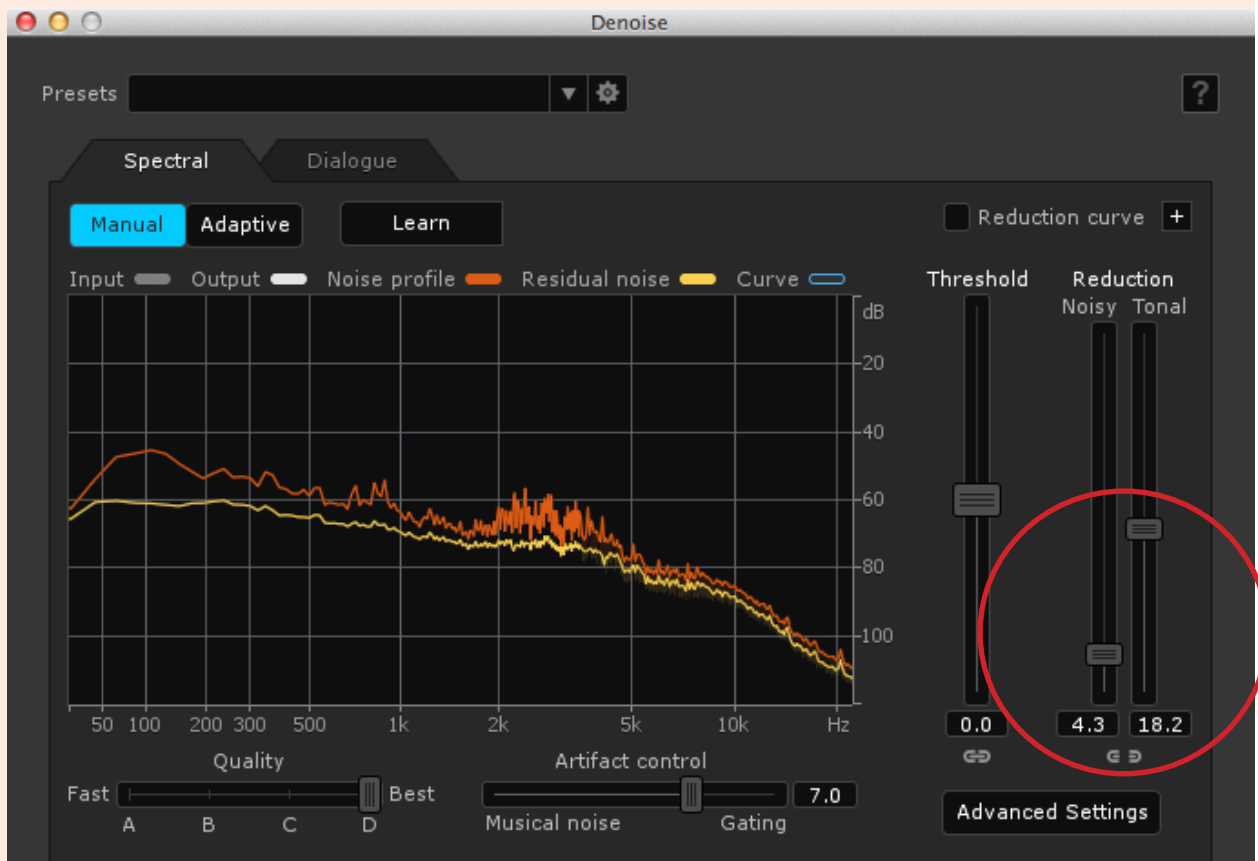 Denoise
Presets
?
Spectral Dialogue
Manual Adaptive Learn
Reduction curve +
Input Output Noise profile Residual noise Curve
Threshold Reduction
Noisy Tonal
dB
-20
-40
-60
-80
-100
50 100 200 300 500 1k 2k 5k 10k Hz
0.0 4.3 18.2
Quality Artifact control
Fast Best 7.0
A B C D Musical noise Gating
Advanced Settings